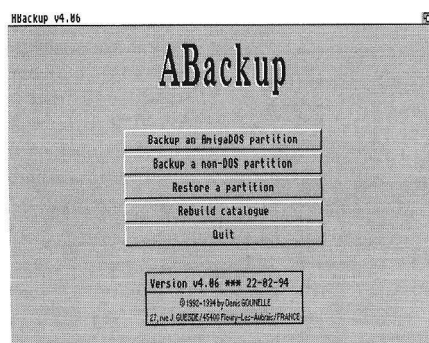 ABackup v4.06
ABackup
Backup an AmigaDOS partition
Backup a non-DOS partition
Restore a partition
Rebuild catalogue
Quit
Version v4.06 *** 22-02-94
© 1992-1994 by Denis GOUNELLE
27, rue J. GUESDE/45400 Fleury-Les-Aubrais/FRANCE